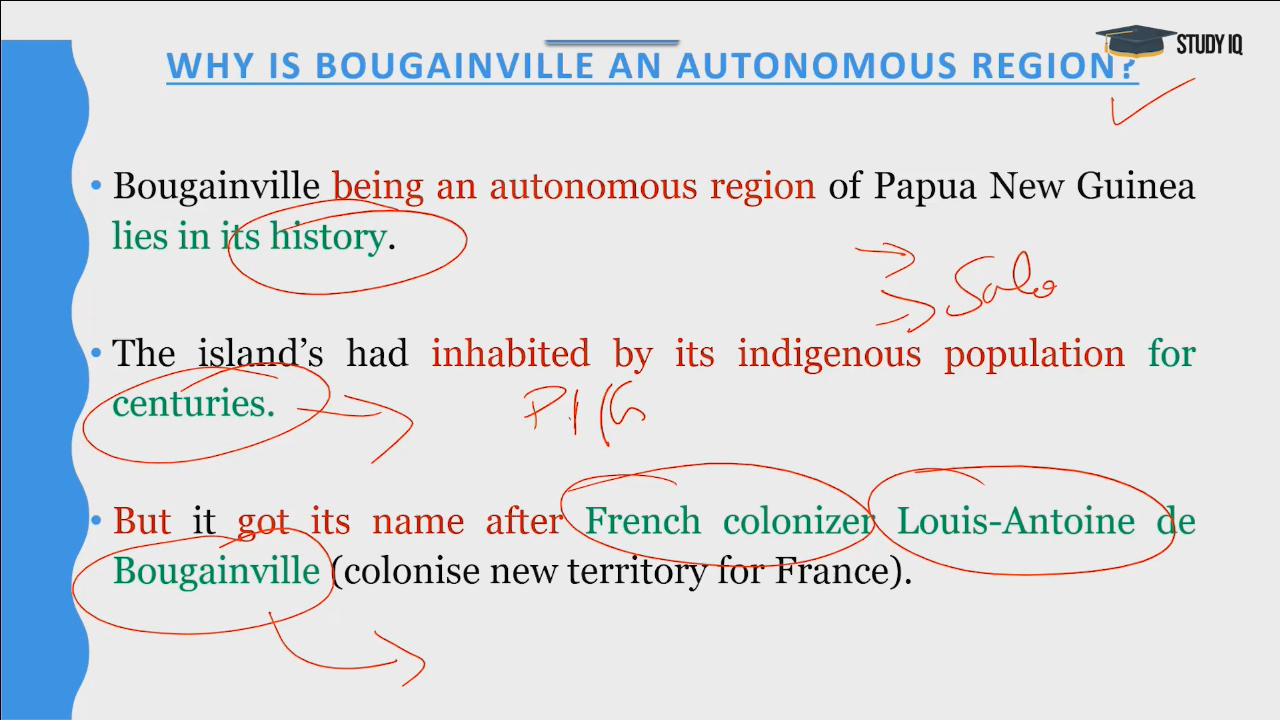 STUDY IQ
WHY IS BOUGAINVILLE AN AUTONOMOUS REGION?
• Bougainville being an autonomous region of Papua New Guinea
lies in its history.
Salo
• The island's had inhabited by its indigenous population for
centuries.
• But it got its name after French colonizer Louis-Antoine de
Bougainville (colonise new territory for France).